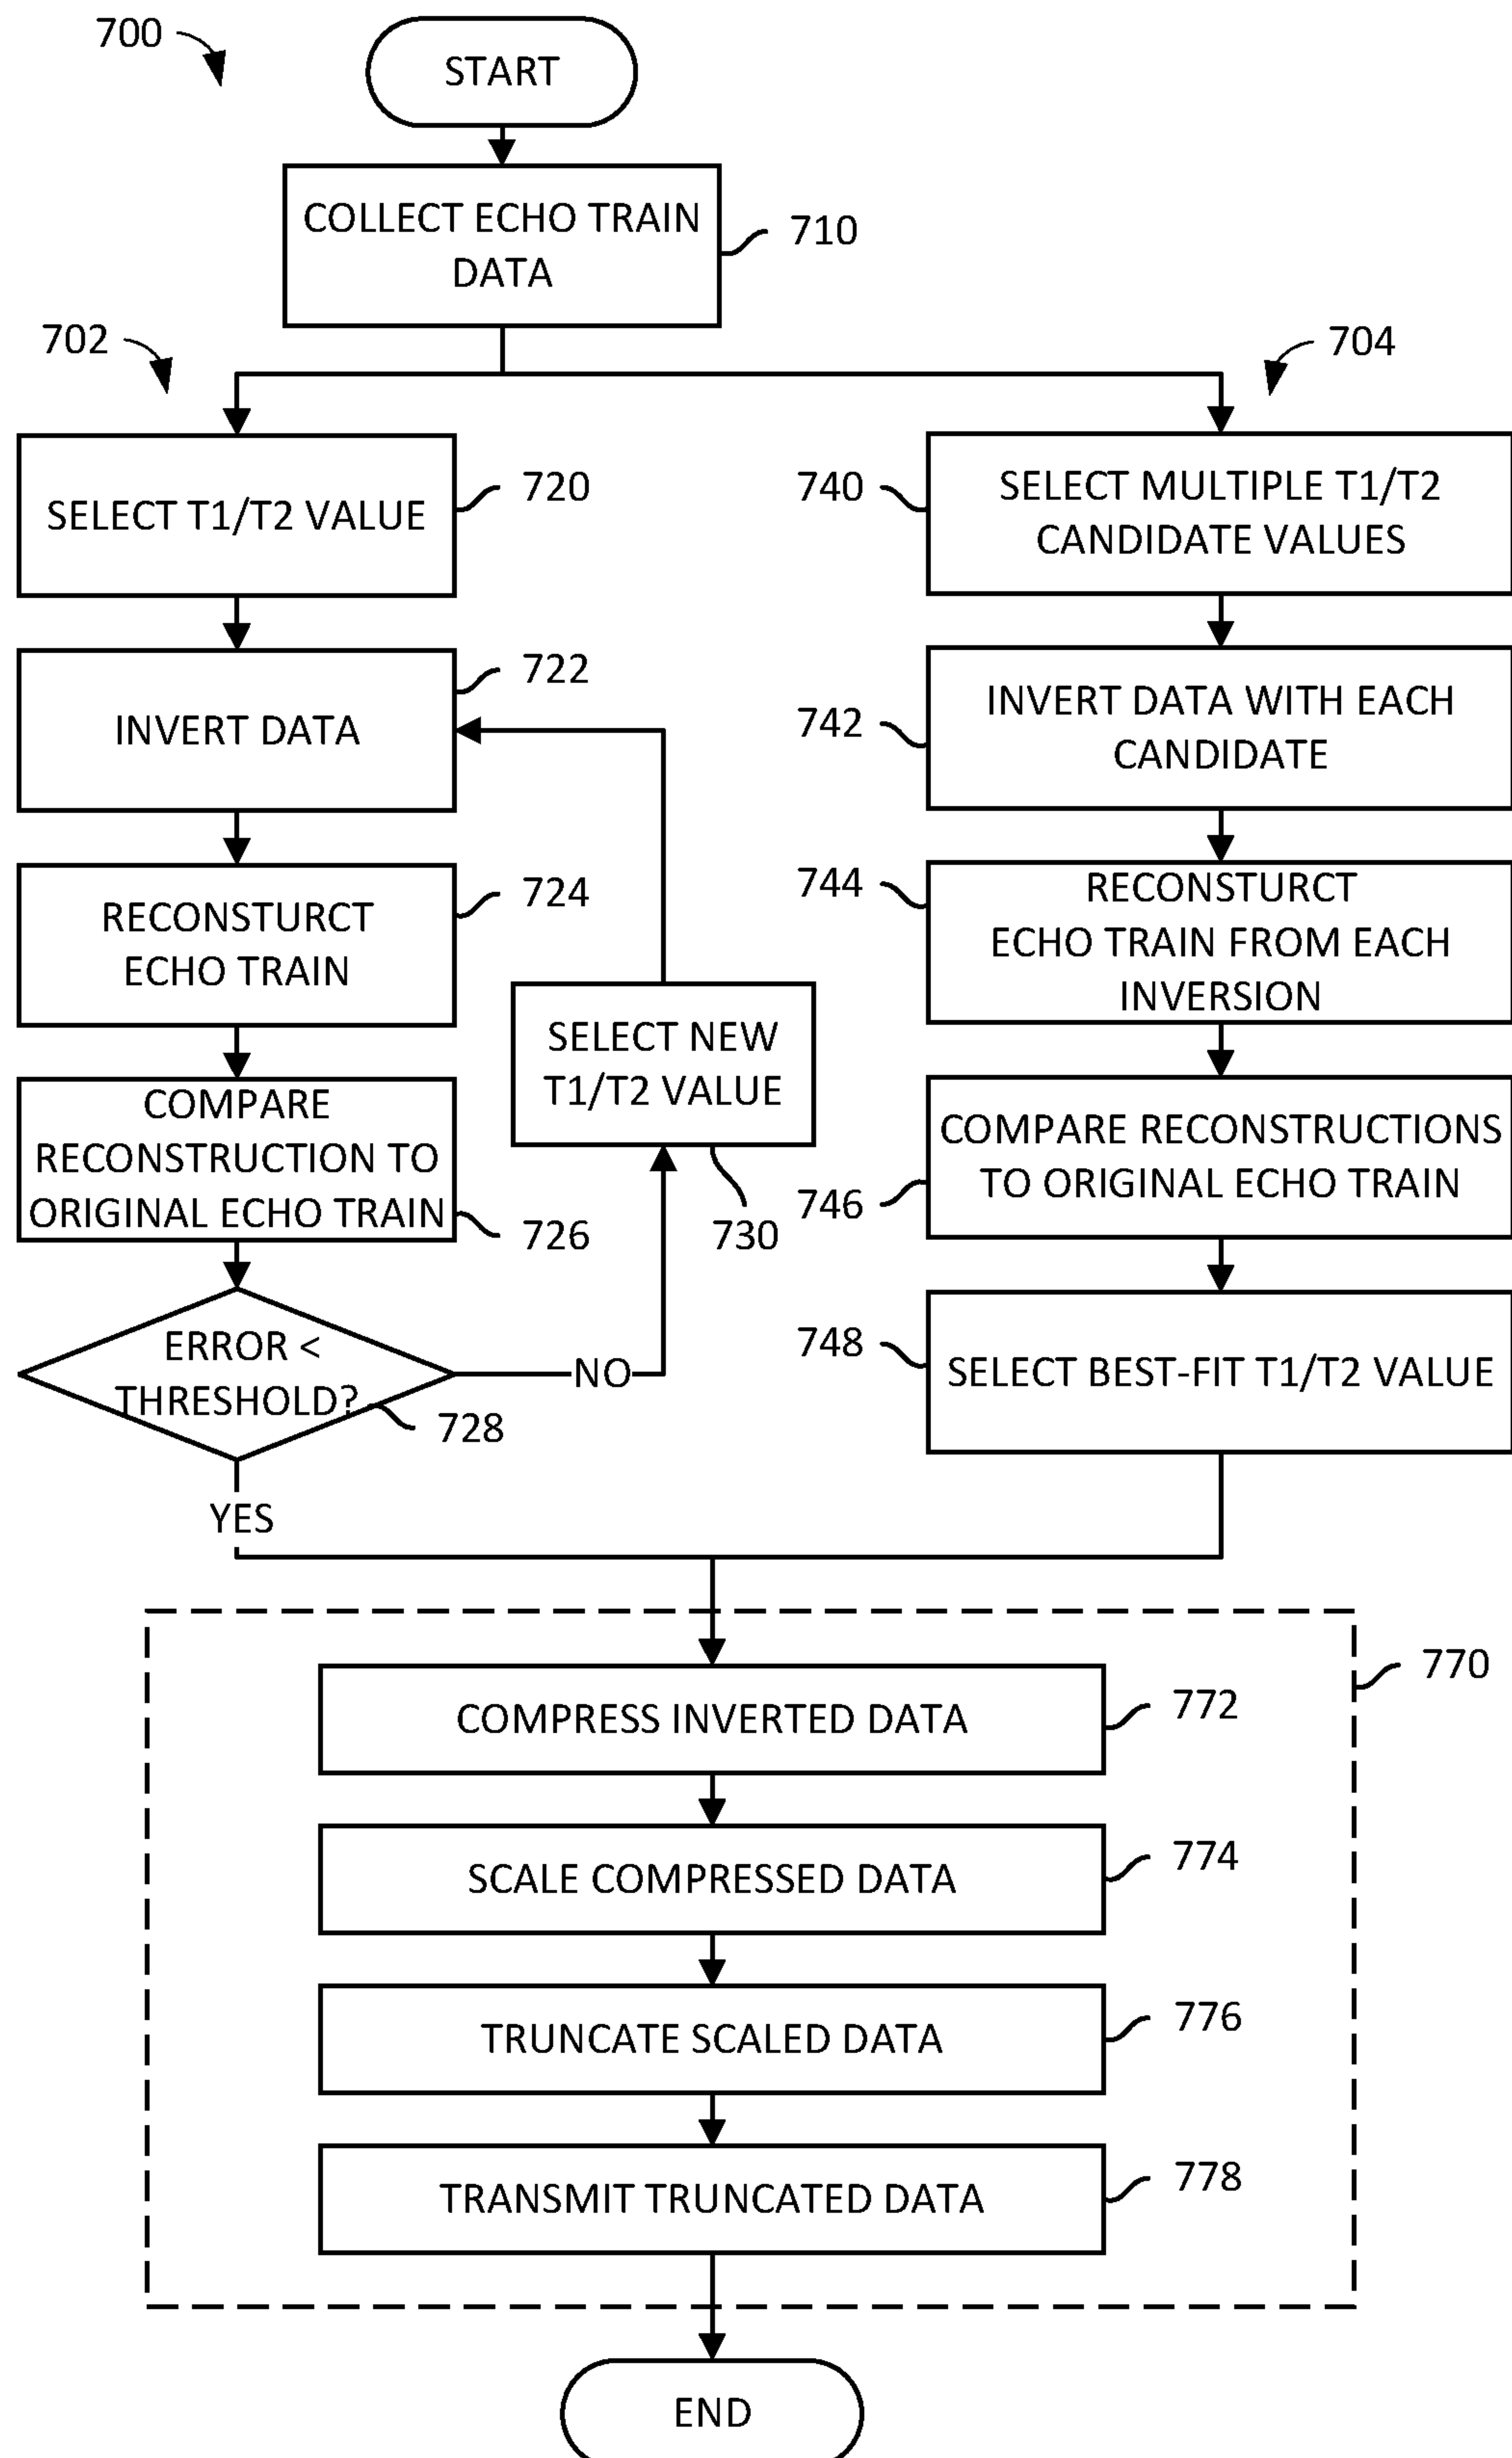 700
START
COLLECT ECHO TRAIN
DATA
710
702
704
SELECT T1/T2 VALUE
720
INVERT DATA
722
RECONSTURCT
ECHO TRAIN
724
COMPARE
RECONSTRUCTION TO
ORIGINAL ECHO TRAIN
726
ERROR <
THRESHOLD?
728
NO
YES
SELECT NEW
T1/T2 VALUE
730
740
SELECT MULTIPLE T1/T2
CANDIDATE VALUES
742
INVERT DATA WITH EACH
CANDIDATE
744
RECONSTURCT
ECHO TRAIN FROM EACH
INVERSION
746
COMPARE RECONSTRUCTIONS
TO ORIGINAL ECHO TRAIN
748
SELECT BEST-FIT T1/T2 VALUE
770
COMPRESS INVERTED DATA
772
SCALE COMPRESSED DATA
774
TRUNCATE SCALED DATA
776
TRANSMIT TRUNCATED DATA
778
END